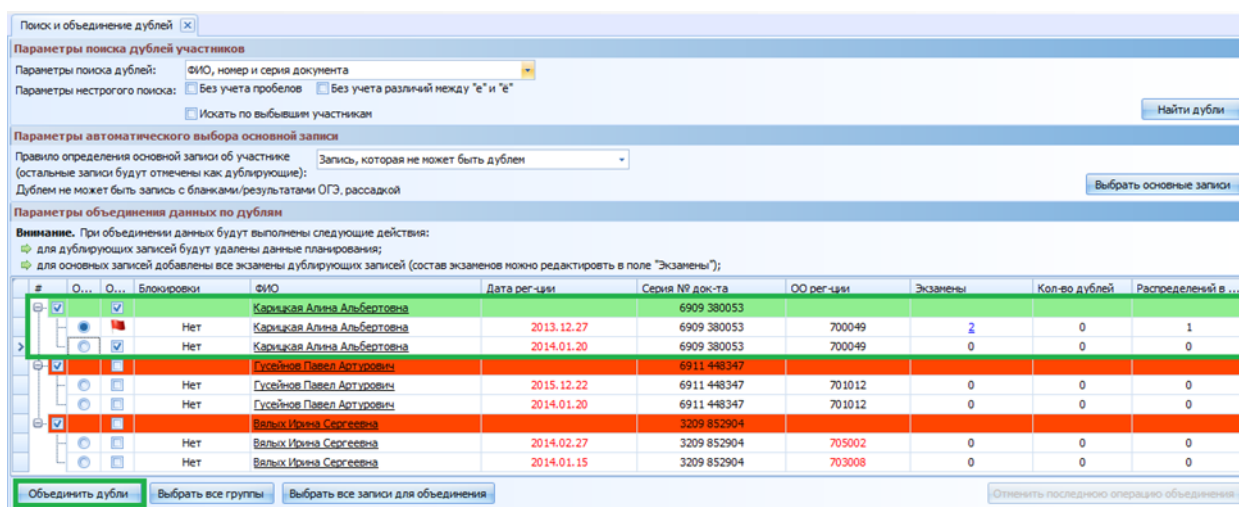 Поиск и объединение дублей
Параметры поиска дублей участников
Параметры поиска дублей: ФИО, номер и серия документа
Параметры нестрогого поиска: Без учета пробелов Без учета различий между "е" и "ё"
Искать по выбывшим участникам
Найти дубли
Параметры автоматического выбора основной записи
Правило определения основной записи об участнике Запись, которая не может быть дублем
(остальные записи будут отмечены как дублирующие):
Дублем не может быть запись с бланками/результатами ОГЭ, рассадкой
Выбрать основные записи
Параметры объединения данных по дублям
Внимание. При объединении данных будут выполнены следующие действия:
для дублирующих записей будут удалены данные планирования;
для основных записей добавлены все экзамены дублирующих записей (состав экзаменов можно редактировть в поле "Экзамены");
# О... О... Блокировки ФИО Дата рег-ции Серия № док-та ОО рег-ции Экзамены Кол-во дублей Распределений в ...
Карицкая Алина Альбертовна 6909 380053
Нет Карицкая Алина Альбертовна 2013.12.27 6909 380053 700049 2 0 1
Нет Карицкая Алина Альбертовна 2014.01.20 6909 380053 700049 0 0 0
Гусейнов Павел Артурович 6911 448347
Нет Гусейнов Павел Артурович 2015.12.22 6911 448347 701012 0 0 0
Нет Гусейнов Павел Артурович 2014.01.20 6911 448347 701012 0 0 0
Вялых Ирина Сергеевна 3209 852904
Нет Вялых Ирина Сергеевна 2014.02.27 3209 852904 705002 0 0 0
Нет Вялых Ирина Сергеевна 2014.01.15 3209 852904 703008 0 0 0
Объединить дубли Выбрать все группы Выбрать все записи для объединения Отменить последнюю операцию объединения